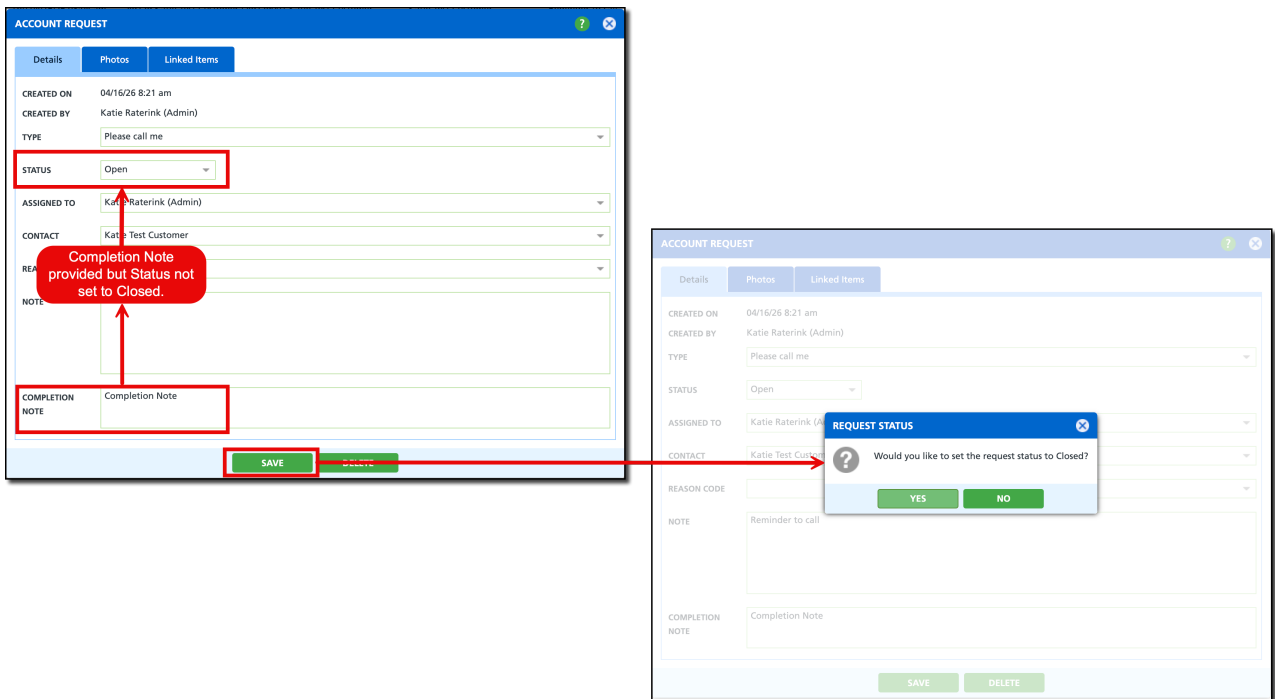 ACCOUNT REQUEST
?
Details Photos Linked Items
CREATED ON 04/16/26 8:21 am
CREATED BY Katie Raterink (Admin)
TYPE Please call me
STATUS Open
ASSIGNED TO Katie Raterink (Admin)
CONTACT Katie Test Customer
Completion Note
provided but Status not
set to Closed.
NOTE
COMPLETION
NOTE
Completion Note
SAVE DELETE
ACCOUNT REQUEST
?
Details Photos Linked Items
CREATED ON 04/16/26 8:21 am
CREATED BY Katie Raterink (Admin)
TYPE Please call me
STATUS Open
ASSIGNED TO Katie Raterink
CONTACT Katie Test
REASON CODE
NOTE Reminder to call
COMPLETION
NOTE
Completion Note
SAVE DELETE
REQUEST STATUS
?
Would you like to set the request status to Closed?
YES NO